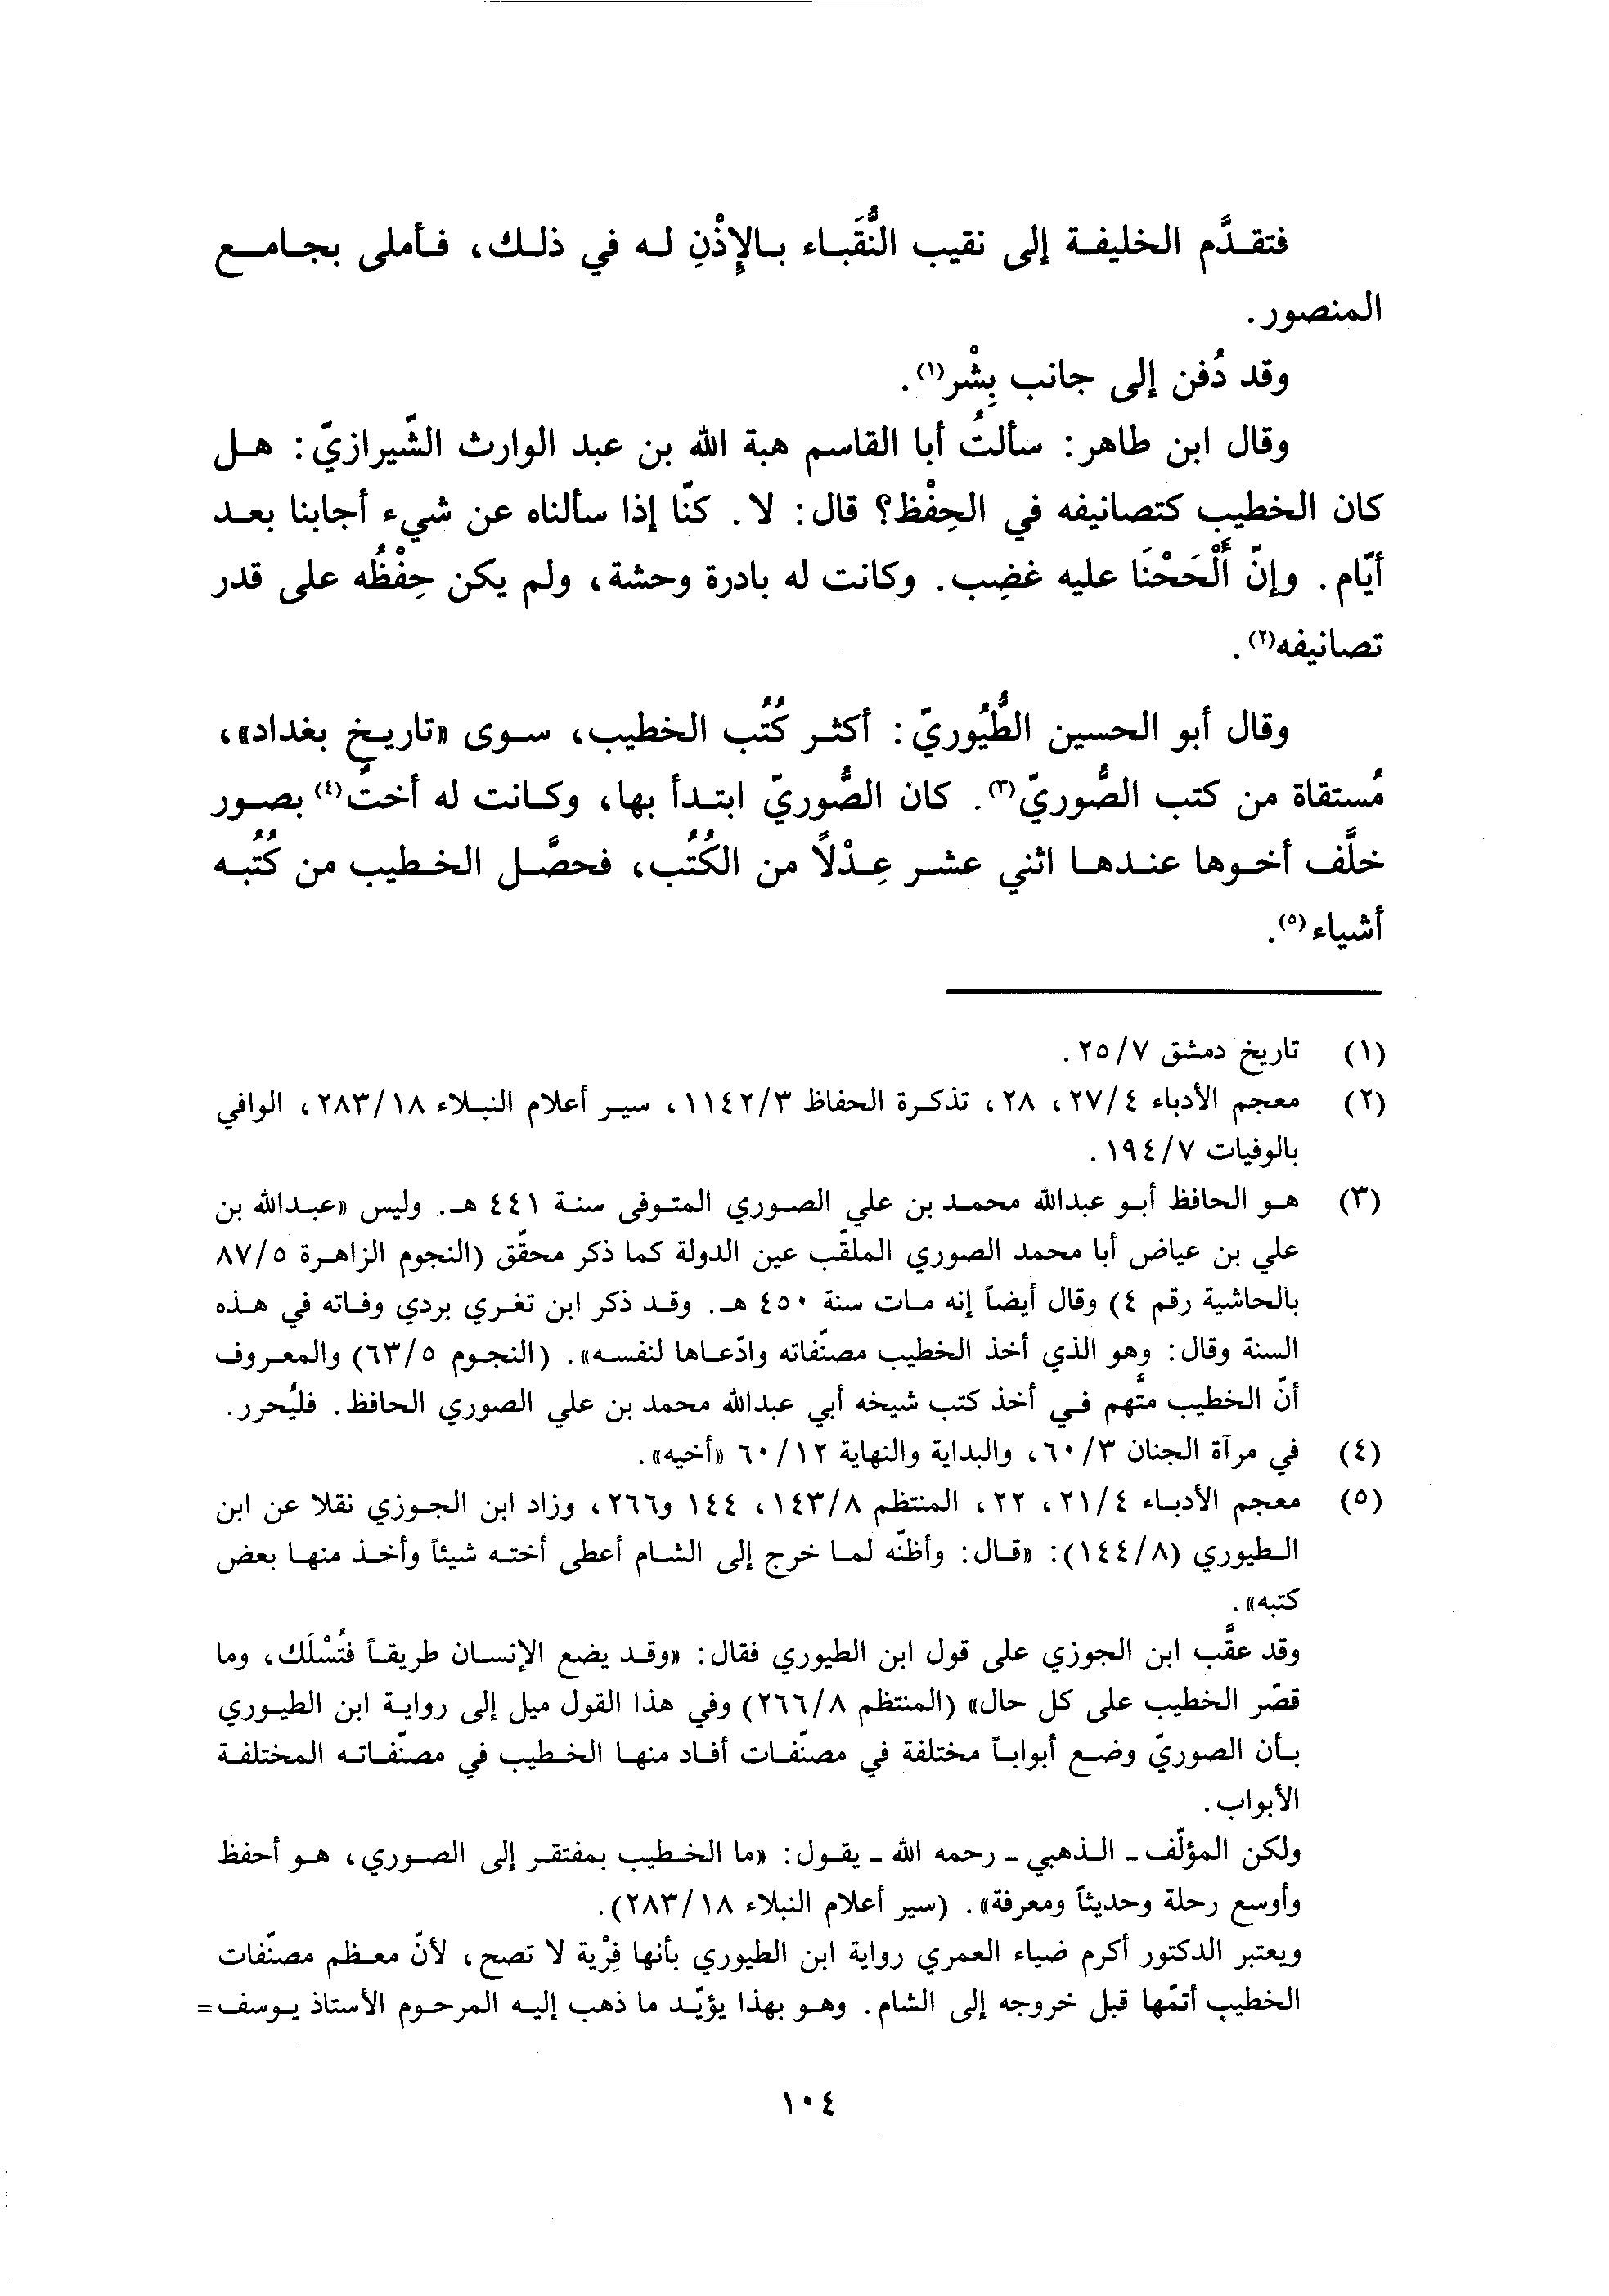 فتقدَّم الخليفة إلى نقيب النُّقَباء بالإِذْنِ له في ذلك، فأملى بجامع
المنصور.
وقد دُفن إلى جانب بِشْر(١).
وقال ابن طاهر: سألتُ أبا القاسم هبة الله بن عبد الوارث الشّيرازيّ: هل
كان الخطيب كتصانيفه في الحِفْظ؟ قال: لا. كنّا إذا سألناه عن شيء أجابنا بعد
أيّام. وإنّ أَلْحَحْنَا عليه غضِب. وكانت له بادرة وحشة، ولم يكن حِفْظُه على قدر
تصانيفه(٢).
وقال أبو الحسين الطُّيُوريّ: أكثر كُتُب الخطيب، سوى «تاريخ بغداد»،
مُستقاة من كتب الصُّوريّ(٣). كان الصُّوريّ ابتدأ بها، وكانت له أختٌ(٤) بصور
خلَّف أخوها عندها اثني عشر عِدْلاً من الكُتُب، فحصَّل الخطيب من كُتُبه
أشياء(٥).
(١) تاريخ دمشق ٢٥/٧.
(٢) معجم الأدباء ٢٧/٤، ٢٨، تذكرة الحفاظ ١١٤٢/٣، سير أعلام النبلاء ٢٨٣/١٨، الوافي
بالوفيات ١٩٤/٧.
(٣) هو الحافظ أبو عبدالله محمد بن علي الصوري المتوفى سنة ٤٤١ هـ. وليس «عبدالله بن
علي بن عياض أبا محمد الصوري الملقّب عين الدولة كما ذكر محقّق (النجوم الزاهرة ٨٧/٥
بالحاشية رقم ٤) وقال أيضاً إنه مات سنة ٤٥٠ هـ. وقد ذكر ابن تغري بردي وفاته في هذه
السنة وقال: وهو الذي أخذ الخطيب مصنّفاته وادّعاها لنفسه». (النجوم ٦٣/٥) والمعروف
أنّ الخطيب متَّهم في أخذ كتب شيخه أبي عبدالله محمد بن علي الصوري الحافظ. فليُحرر.
(٤) في مرآة الجنان ٦٠/٣، والبداية والنهاية ٦٠/١٢ «أخيه».
(٥) معجم الأدباء ٢١/٤، ٢٢، المنتظم ١٤٣/٨، ١٤٤ و٢٦٦، وزاد ابن الجوزي نقلا عن ابن
الطيوري (١٤٤/٨): «قال: وأظنّه لما خرج إلى الشام أعطى أخته شيئاً وأخذ منها بعض
كتبه».
وقد عقَّب ابن الجوزي على قول ابن الطيوري فقال: «وقد يضع الإنسان طريقاً فتُسْلَك، وما
قصّر الخطيب على كل حال» (المنتظم ٢٦٦/٨) وفي هذا القول ميل إلى رواية ابن الطيوري
بأن الصوريّ وضع أبواباً مختلفة في مصنّفات أفاد منها الخطيب في مصنّفاته المختلفة
الأبواب.
ولكن المؤلّف ـ الذهبي ـ رحمه الله ـ يقول: «ما الخطيب بمفتقر إلى الصوري، هو أحفظ
وأوسع رحلة وحديثاً ومعرفة». (سير أعلام النبلاء ٢٨٣/١٨).
ويعتبر الدكتور أكرم ضياء العمري رواية ابن الطيوري بأنها فِرْية لا تصح، لأنّ معظم مصنّفات
الخطيب أتمّها قبل خروجه إلى الشام. وهو بهذا يؤيّد ما ذهب إليه المرحوم الأستاذ يوسف=
١٠٤